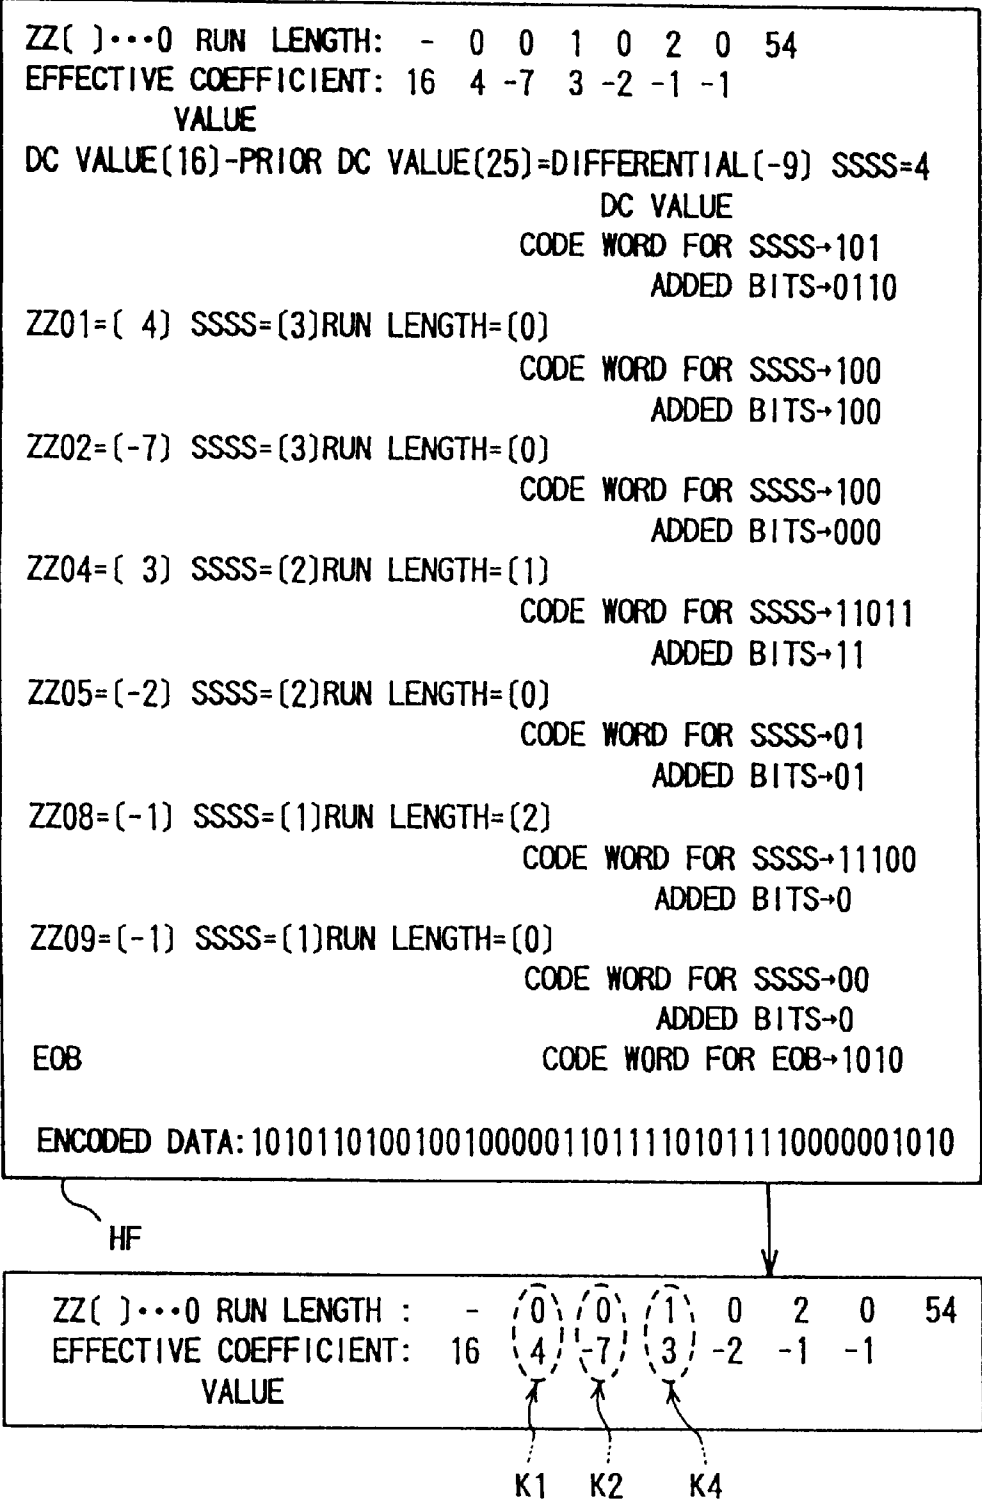 ZZ( )···0 RUN LENGTH: - 0 0 1 0 2 0 54
EFFECTIVE COEFFICIENT: 16 4 -7 3 -2 -1 -1
VALUE
DC VALUE(16)-PRIOR DC VALUE(25)=DIFFERENTIAL(-9) SSSS=4
DC VALUE
CODE WORD FOR SSSS→101
ADDED BITS→0110
ZZ01=( 4) SSSS=(3)RUN LENGTH=(0)
CODE WORD FOR SSSS→100
ADDED BITS→100
ZZ02=(-7) SSSS=(3)RUN LENGTH=(0)
CODE WORD FOR SSSS→100
ADDED BITS→000
ZZ04=( 3) SSSS=(2)RUN LENGTH=(1)
CODE WORD FOR SSSS→11011
ADDED BITS→11
ZZ05=(-2) SSSS=(2)RUN LENGTH=(0)
CODE WORD FOR SSSS→01
ADDED BITS→01
ZZ08=(-1) SSSS=(1)RUN LENGTH=(2)
CODE WORD FOR SSSS→11100
ADDED BITS→0
ZZ09=(-1) SSSS=(1)RUN LENGTH=(0)
CODE WORD FOR SSSS→00
ADDED BITS→0
EOB CODE WORD FOR EOB→1010
ENCODED DATA:1010110100100100000110111101011110000001010
HF
ZZ( )···0 RUN LENGTH : - 0 0 1 0 2 0 54
EFFECTIVE COEFFICIENT: 16 4 -7 3 -2 -1 -1
VALUE
K1 K2 K4